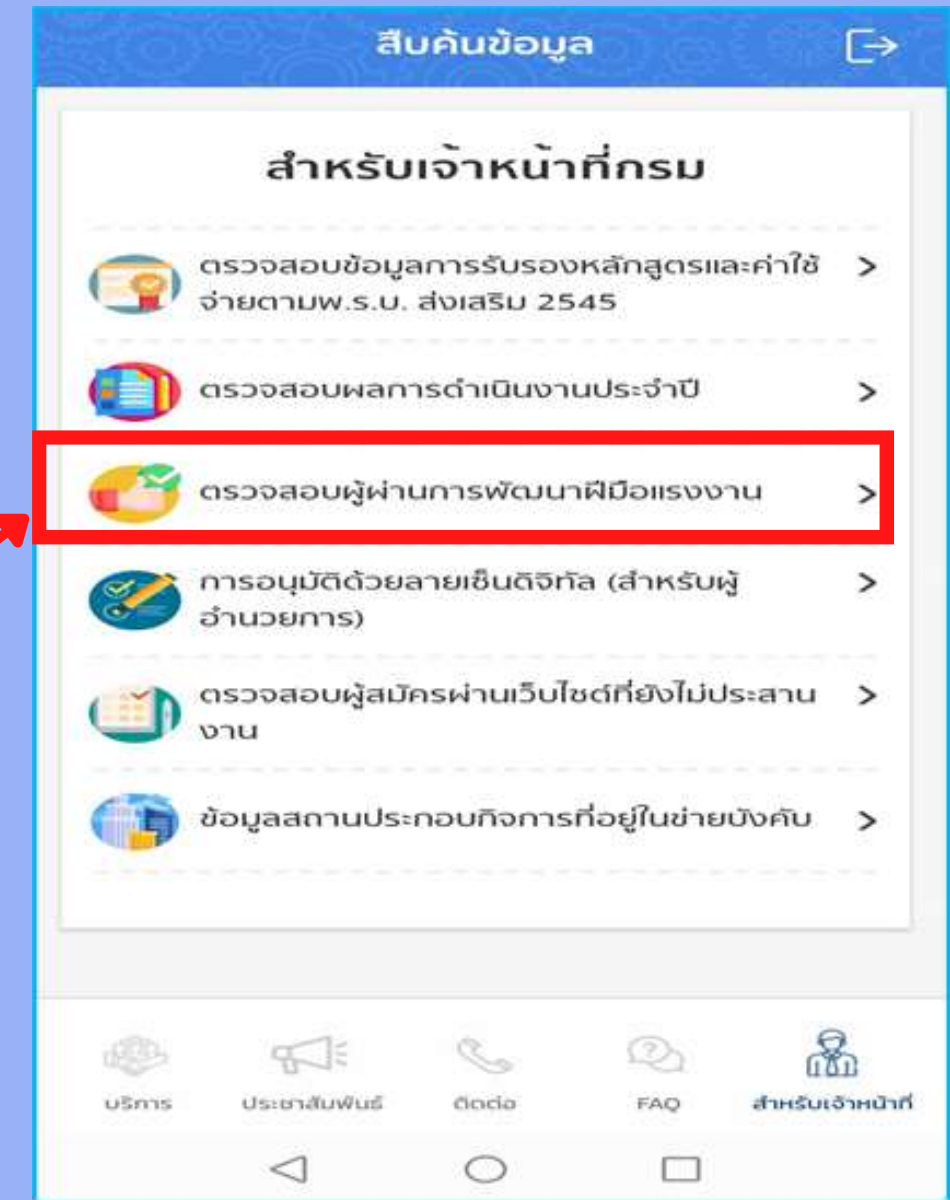 สืบค้นข้อมูล
สำหรับเจ้าหน้าที่กรม
ตรวจสอบข้อมูลการรับรองหลักสูตรและค่าใช้
จ่ายตามพ.ร.บ. ส่งเสริม 2545
ตรวจสอบผลการดำเนินงานประจำปี
ตรวจสอบผู้ผ่านการพัฒนาฝีมือแรงงาน
การอนุมัติด้วยลายเซ็นดิจิทัล (สำหรับผู้
อำนวยการ)
ตรวจสอบผู้สมัครผ่านเว็บไซต์ที่ยังไม่ประสาน
งาน
ข้อมูลสถานประกอบกิจการที่อยู่ในข่ายบังคับ
บริการ ประชาสัมพันธ์ ติดต่อ FAQ สำหรับเจ้าหน้าที่